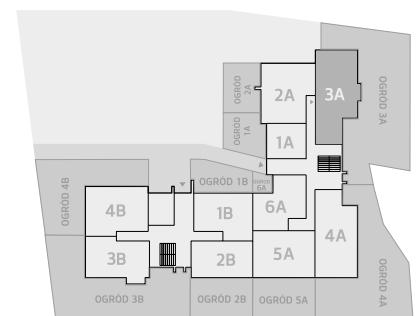 OGRÓD
2A
2A
3A
OGRÓD 3A
OGRÓD
1A
1A
OGRÓD 4B
OGRÓD 1B
OGRÓD
6A
4B
1B
6A
4A
3B
2B
5A
OGRÓD 4A
OGRÓD 3B
OGRÓD 2B
OGRÓD 5A